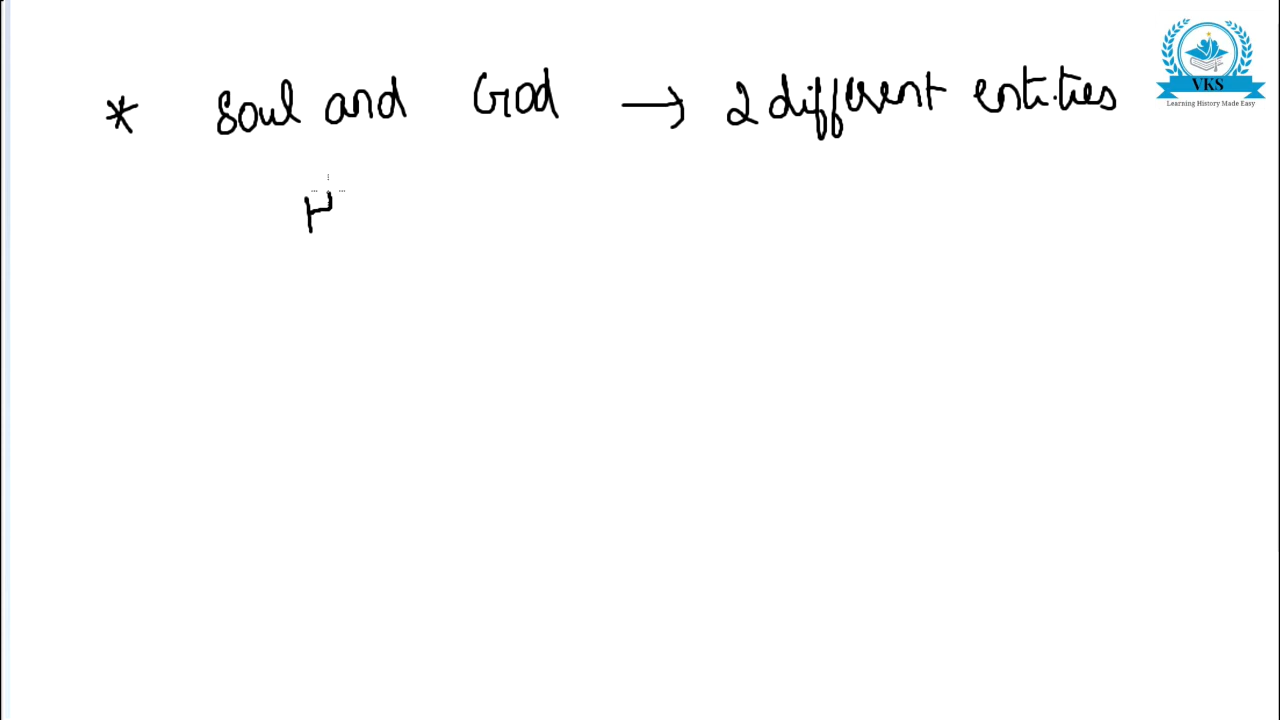 * Soul and God → 2 different entities
VKS
Learning History Made Easy